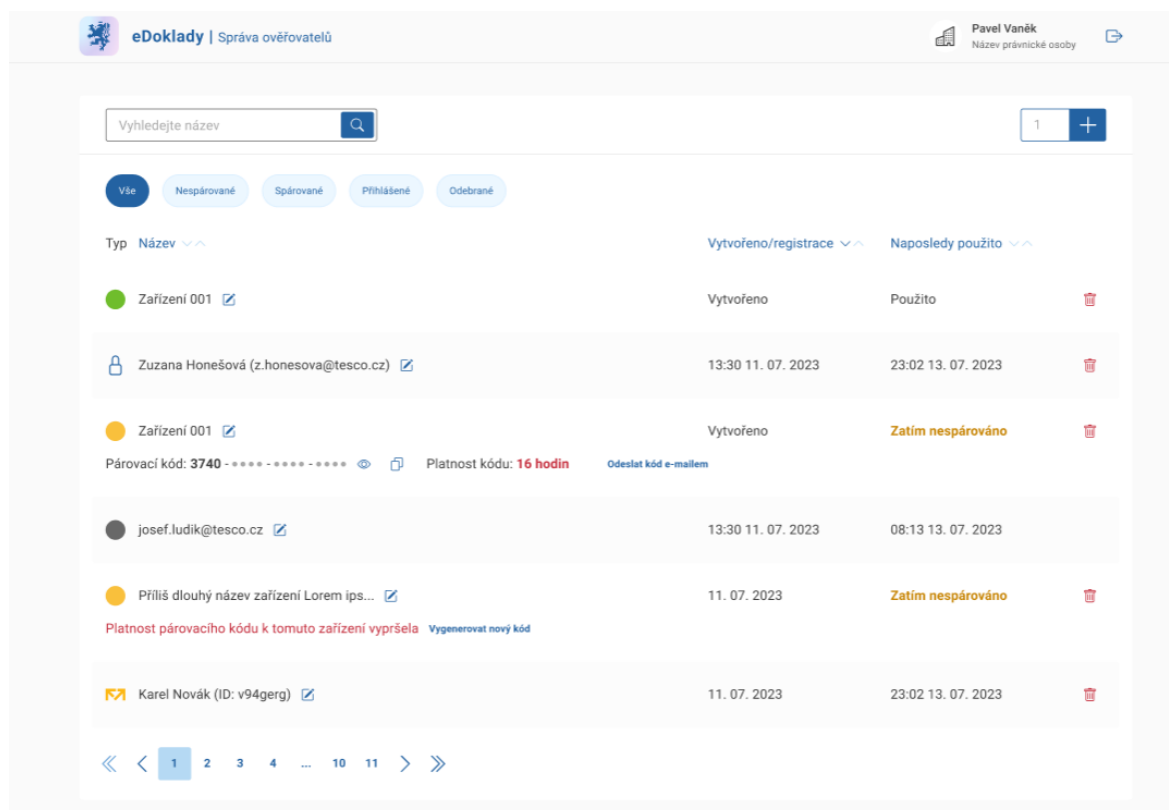 eDoklady | Správa ověřovatelů
Pavel Vaněk
Název právnické osoby
Vyhledejte název
1
Vše Nespárované Spárované Přihlášené Odebrané
Typ Název Vytvořeno/registrace Naposledy použito
Zařízení 001 Vytvořeno Použito
Zuzana Honešová (z.honesova@tesco.cz) 13:30 11. 07. 2023 23:02 13. 07. 2023
Zařízení 001 Vytvořeno Zatím nespárováno
Párovací kód: 3740 - •••• - •••• - •••• Platnost kódu: 16 hodin Odeslat kód e-mailem
josef.ludik@tesco.cz 13:30 11. 07. 2023 08:13 13. 07. 2023
Příliš dlouhý název zařízení Lorem ips... 11. 07. 2023 Zatím nespárováno
Platnost párovacího kódu k tomuto zařízení vypršela Vygenerovat nový kód
Karel Novák (ID: v94gerg) 11. 07. 2023 23:02 13. 07. 2023
1 2 3 4 ... 10 11